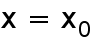 x = x₀